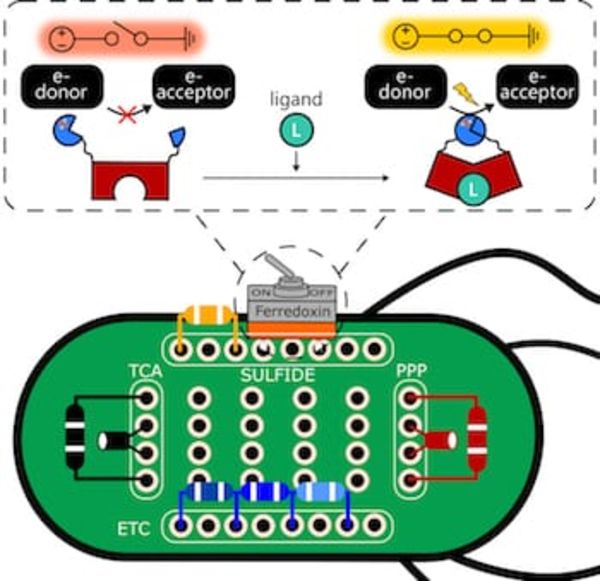 e-
donor
e-
acceptor
ligand
L
e-
donor
e-
acceptor
L
ON OFF
Ferredoxin
TCA
SULFIDE
PPP
ETC